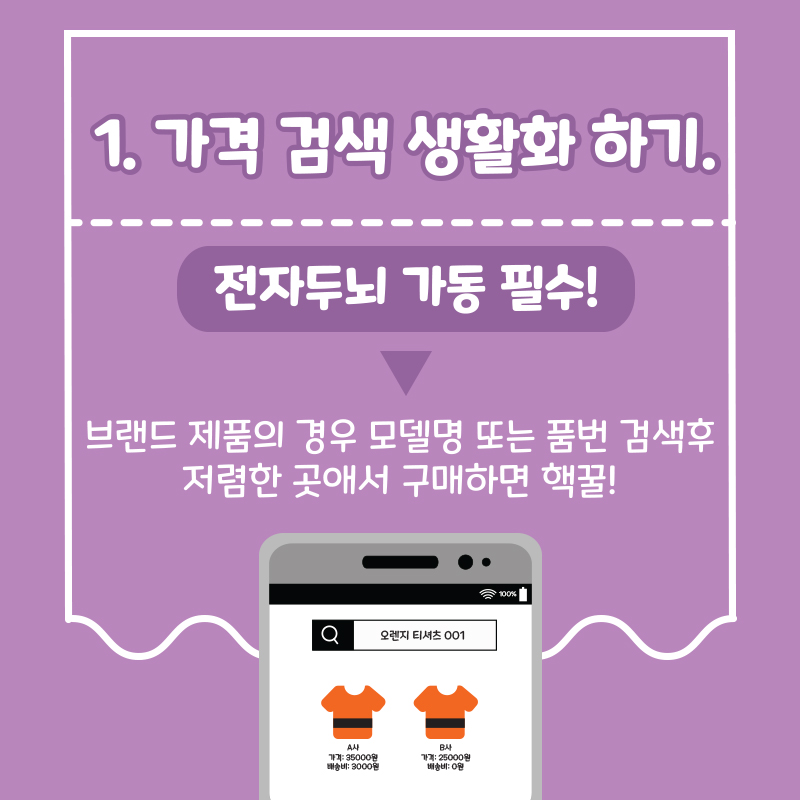 1. 가격 검색 생활화 하기.
전자두뇌 가동 필수!
브랜드 제품의 경우 모델명 또는 품번 검색후
저렴한 곳애서 구매하면 핵꿀!
100%
오렌지 티셔츠 001
A사
가격: 35000원
배송비: 3000원
B사
가격: 25000원
배송비: 0원